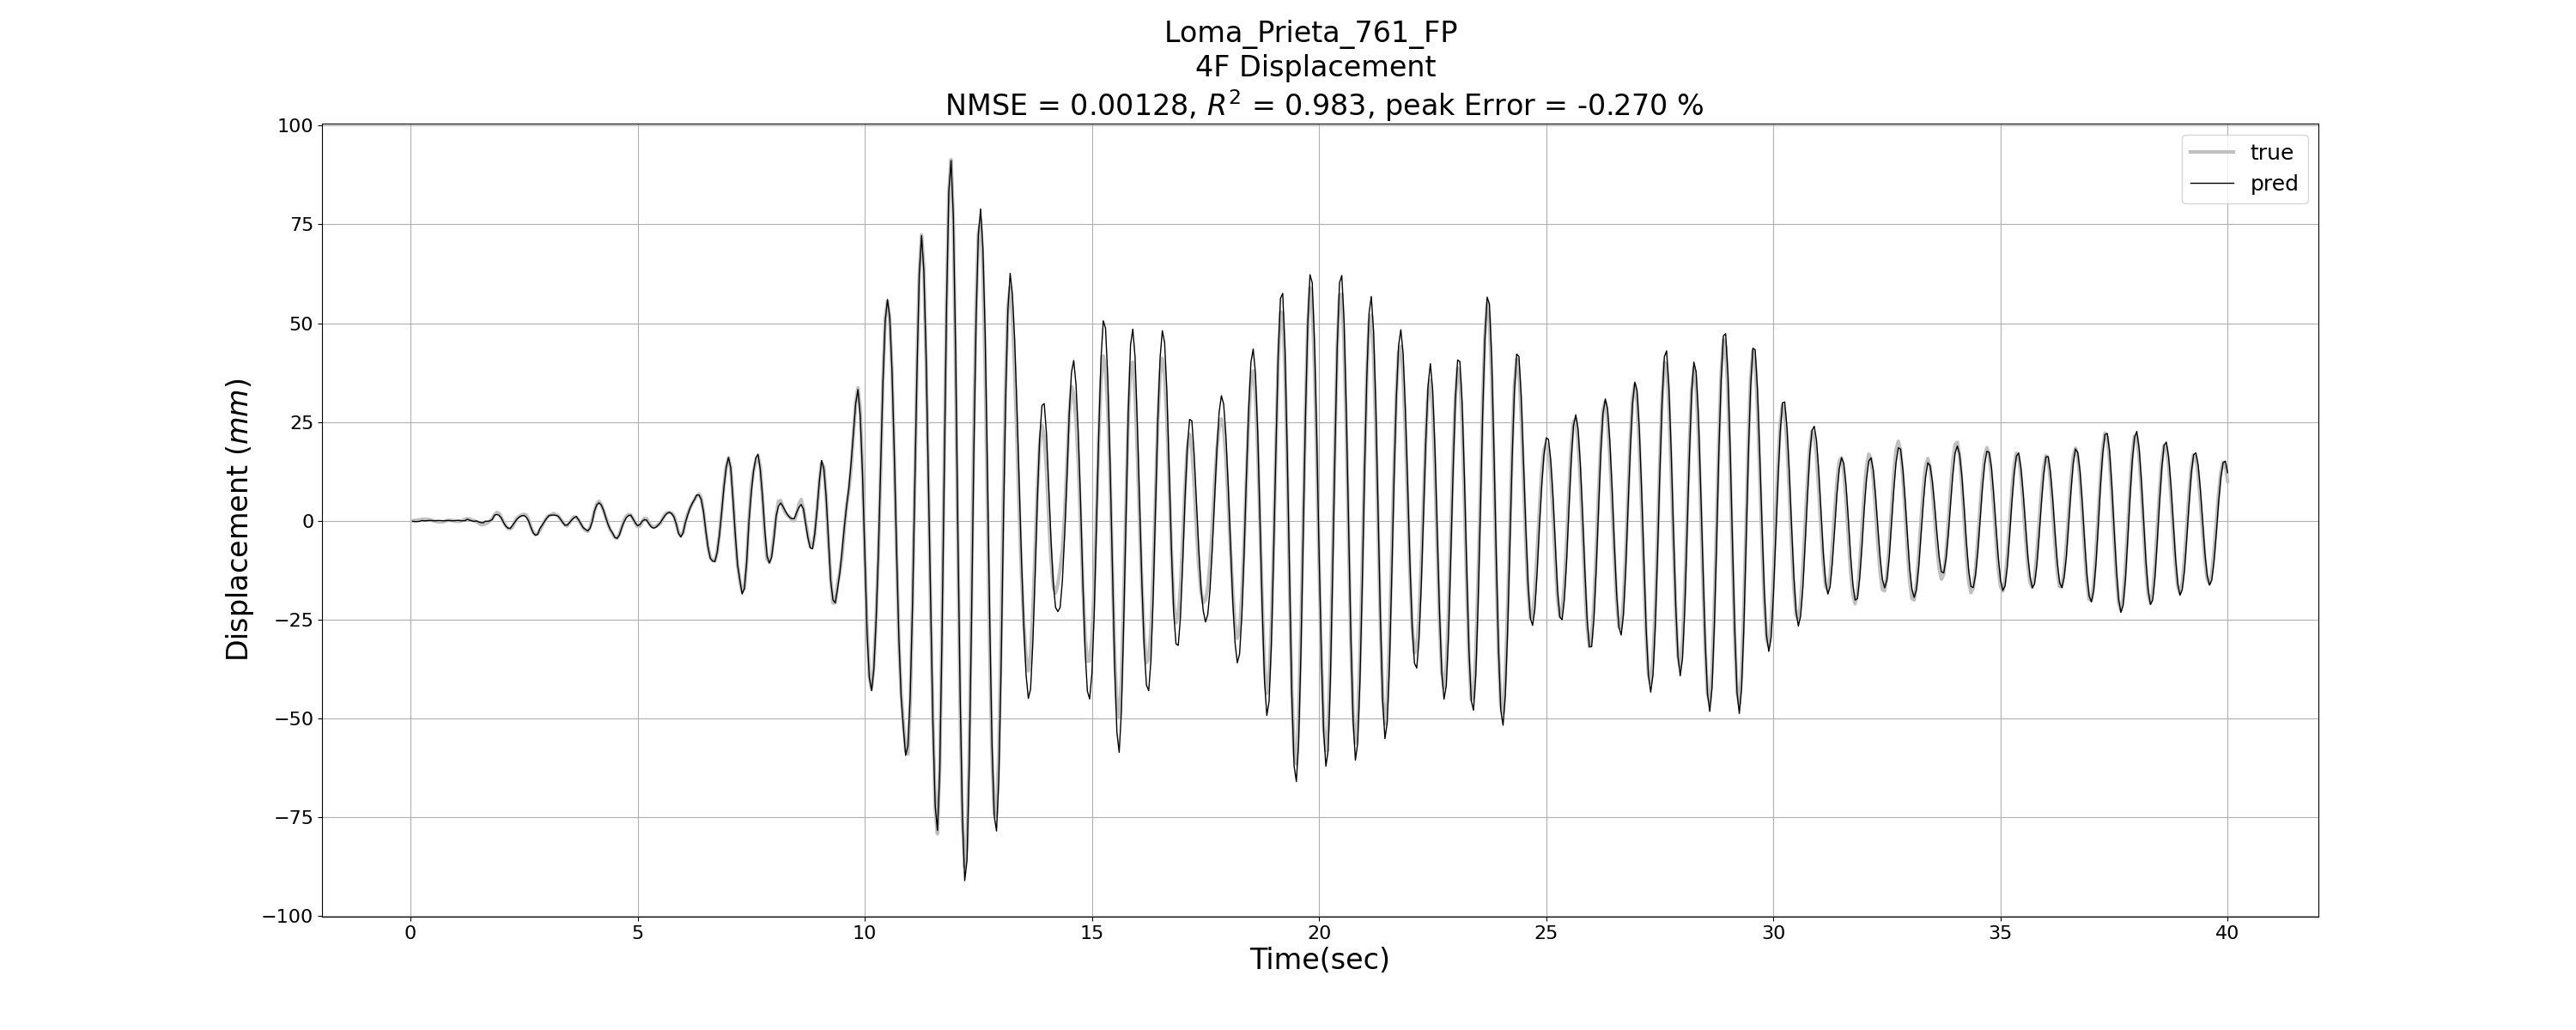 Loma_Prieta_761_FP
4F Displacement
NMSE = 0.00128, R² = 0.983, peak Error = -0.270 %
100
75
50
25
0
−25
−50
−75
−100
Displacement (mm)
true
pred
0 5 10 15 20 25 30 35 40
Time(sec)